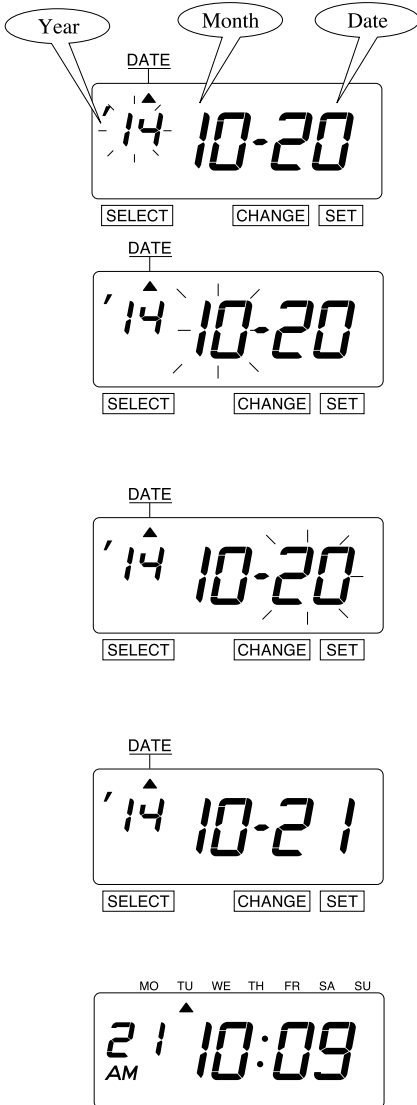 Year Month Date
DATE
'14 10-20
SELECT CHANGE SET
DATE
'14 10-20
SELECT CHANGE SET
DATE
'14 10-20
SELECT CHANGE SET
DATE
'14 10-21
SELECT CHANGE SET
MO TU WE TH FR SA SU
21 10:09
AM